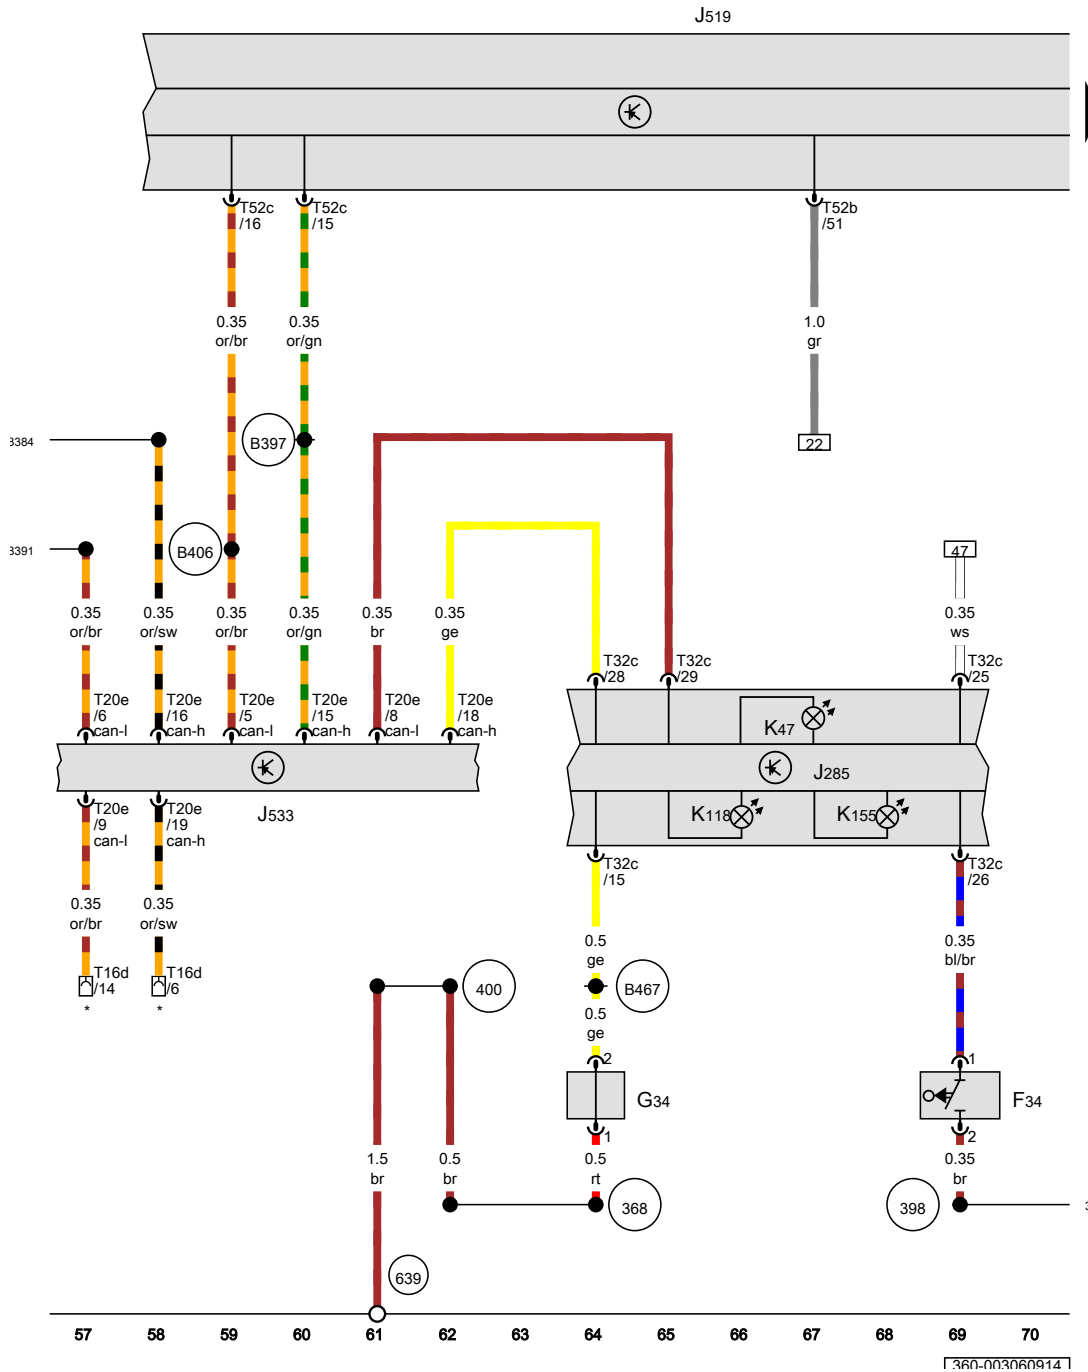 J519
T52c
/16
T52c
/15
T52b
/51
0.35
or/br
0.35
or/gn
1.0
gr
B397
22
3384
3391
B406
47
0.35
or/br
0.35
or/sw
0.35
or/br
0.35
or/gn
0.35
br
0.35
ge
0.35
ws
T32c
/28
T32c
/29
T32c
/25
T20e
/6
can-l
T20e
/16
can-h
T20e
/5
can-l
T20e
/15
can-h
T20e
/8
can-l
T20e
/18
can-h
K47
J285
K118
K155
J533
T20e
/9
can-l
T20e
/19
can-h
T32c
/15
T32c
/26
0.35
or/br
0.35
or/sw
0.5
ge
0.35
bl/br
T16d
/14
*
T16d
/6
*
400
B467
0.5
ge
2
1
G34
F34
1
2
1.5
br
0.5
br
0.5
rt
0.35
br
368
398
639
57 58 59 60 61 62 63 64 65 66 67 68 69 70
360-003060914